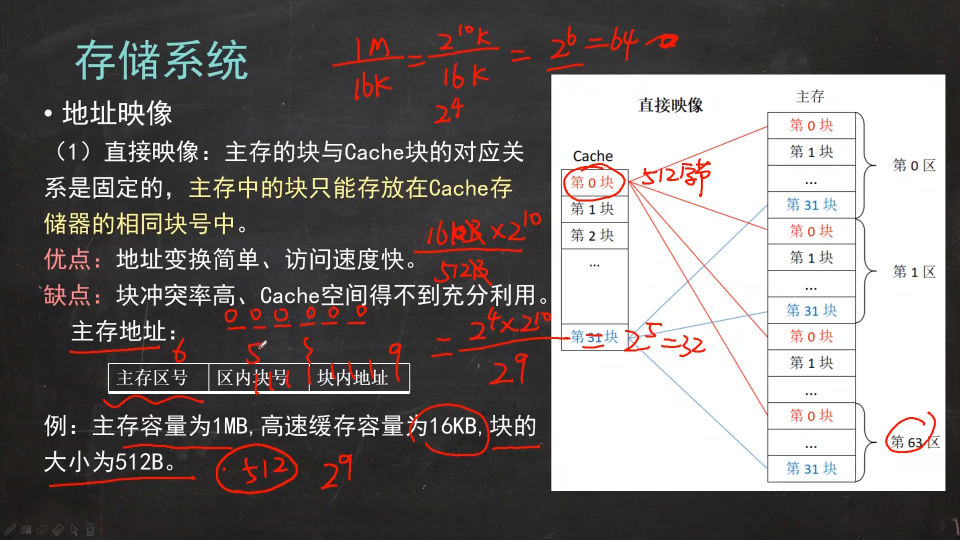 存储系统
1M/16K = 2^10K/16K = 2^6 = 64
2^4
• 地址映像
（1）直接映像：主存的块与Cache块的对应关
系是固定的，主存中的块只能存放在Cache存
储器的相同块号中。
优点：地址变换简单、访问速度快。
缺点：块冲突率高、Cache空间得不到充分利用。
0 0 0 0 0 0
主存地址：
6 5 9
主存区号 区内块号 块内地址
2^4×2^10
= 2^9 = 2^5 = 32
例：主存容量为1MB,高速缓存容量为16KB,块的
大小为512B。
512 2^9
直接映像
Cache
第 0 块
512字节
第 1 块
第 2 块
...
第 31 块
主存
第 0 块
第 1 块
...
第 31 块
第 0 区
第 0 块
第 1 块
...
第 31 块
第 1 区
第 0 块
第 1 块
...
第 0 块
...
第 31 块
第 63 区